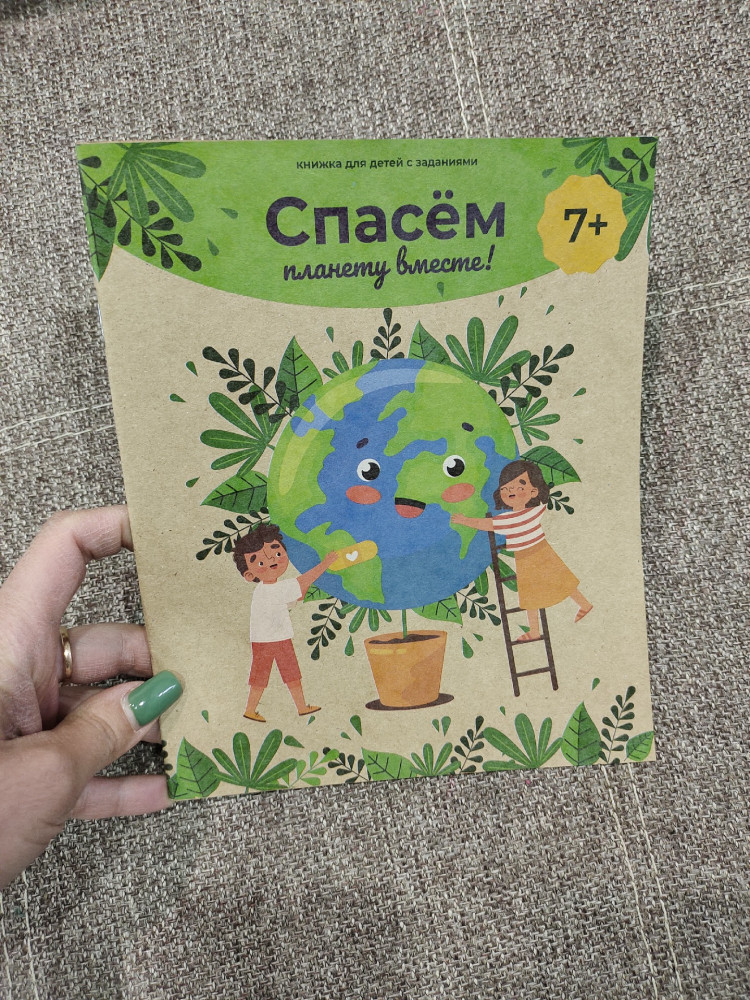 книжка для детей с заданиями
Спасём
планету вместе!
7+